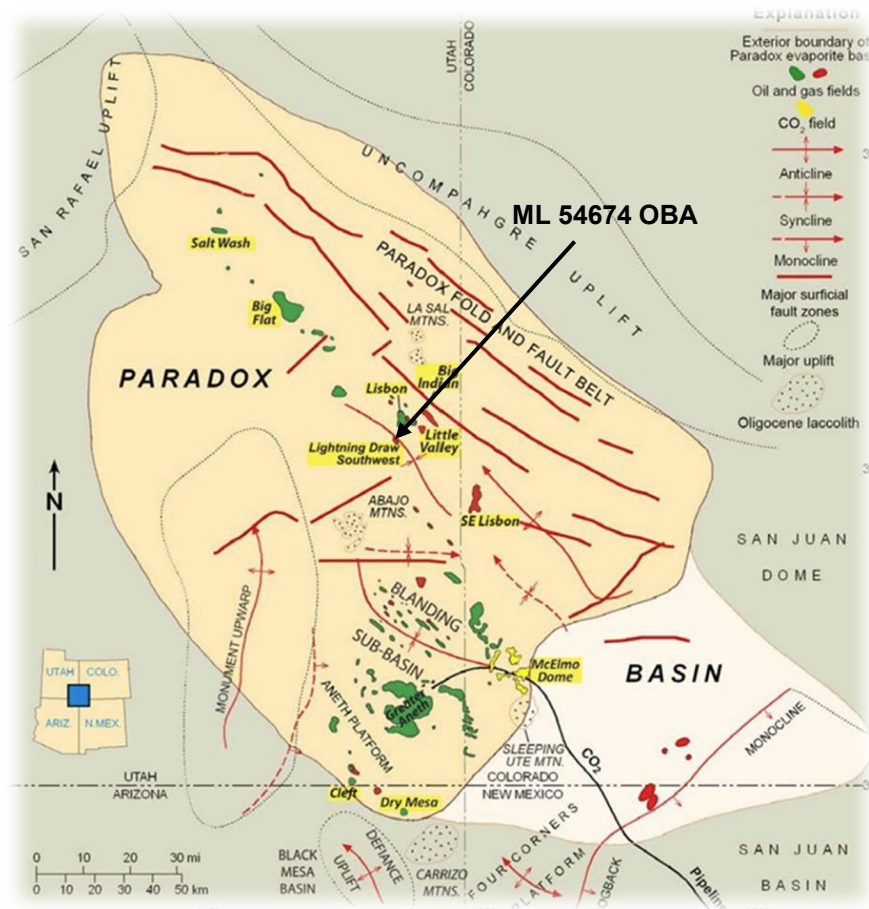 Explanation
Exterior boundary of
Paradox evaporite bas
Oil and gas fields
CO2 field
Anticline
Syncline
Monocline
Major surficial
fault zones
Major uplift
Oligocene laccolith
UTAH
COLORADO
SAN RAFAEL UPLIFT
UNCOMPAHGRE UPLIFT
ML 54674 OBA
Salt Wash
PARADOX FOLD AND FAULT BELT
LA SAL
MTNS.
Big
Flat
PARADOX
Big
Indian
Lisbon
Little
Valley
Lightning Draw
Southwest
N
ABAJO
MTNS.
SE Lisbon
SAN JUAN
DOME
MONUMENT UPWARP
BLANDING
SUB-BASIN
McElmo
Dome
BASIN
UTAH
COLO.
ARIZ.
N.MEX.
ANETH PLATFORM
Greater
Aneth
SLEEPING
UTE MTN.
CO2
MONOCLINE
UTAH
ARIZONA
COLORADO
NEW MEXICO
Cleft
Dry Mesa
0 10 20 30 mi
0 10 20 30 40 50 km
BLACK
MESA
BASIN
DEFIANCE
UPLIFT
CARRIZO
MTNS.
FOUR CORNERS
PLATFORM
OGBACK
Pipeline
SAN JUAN
BASIN